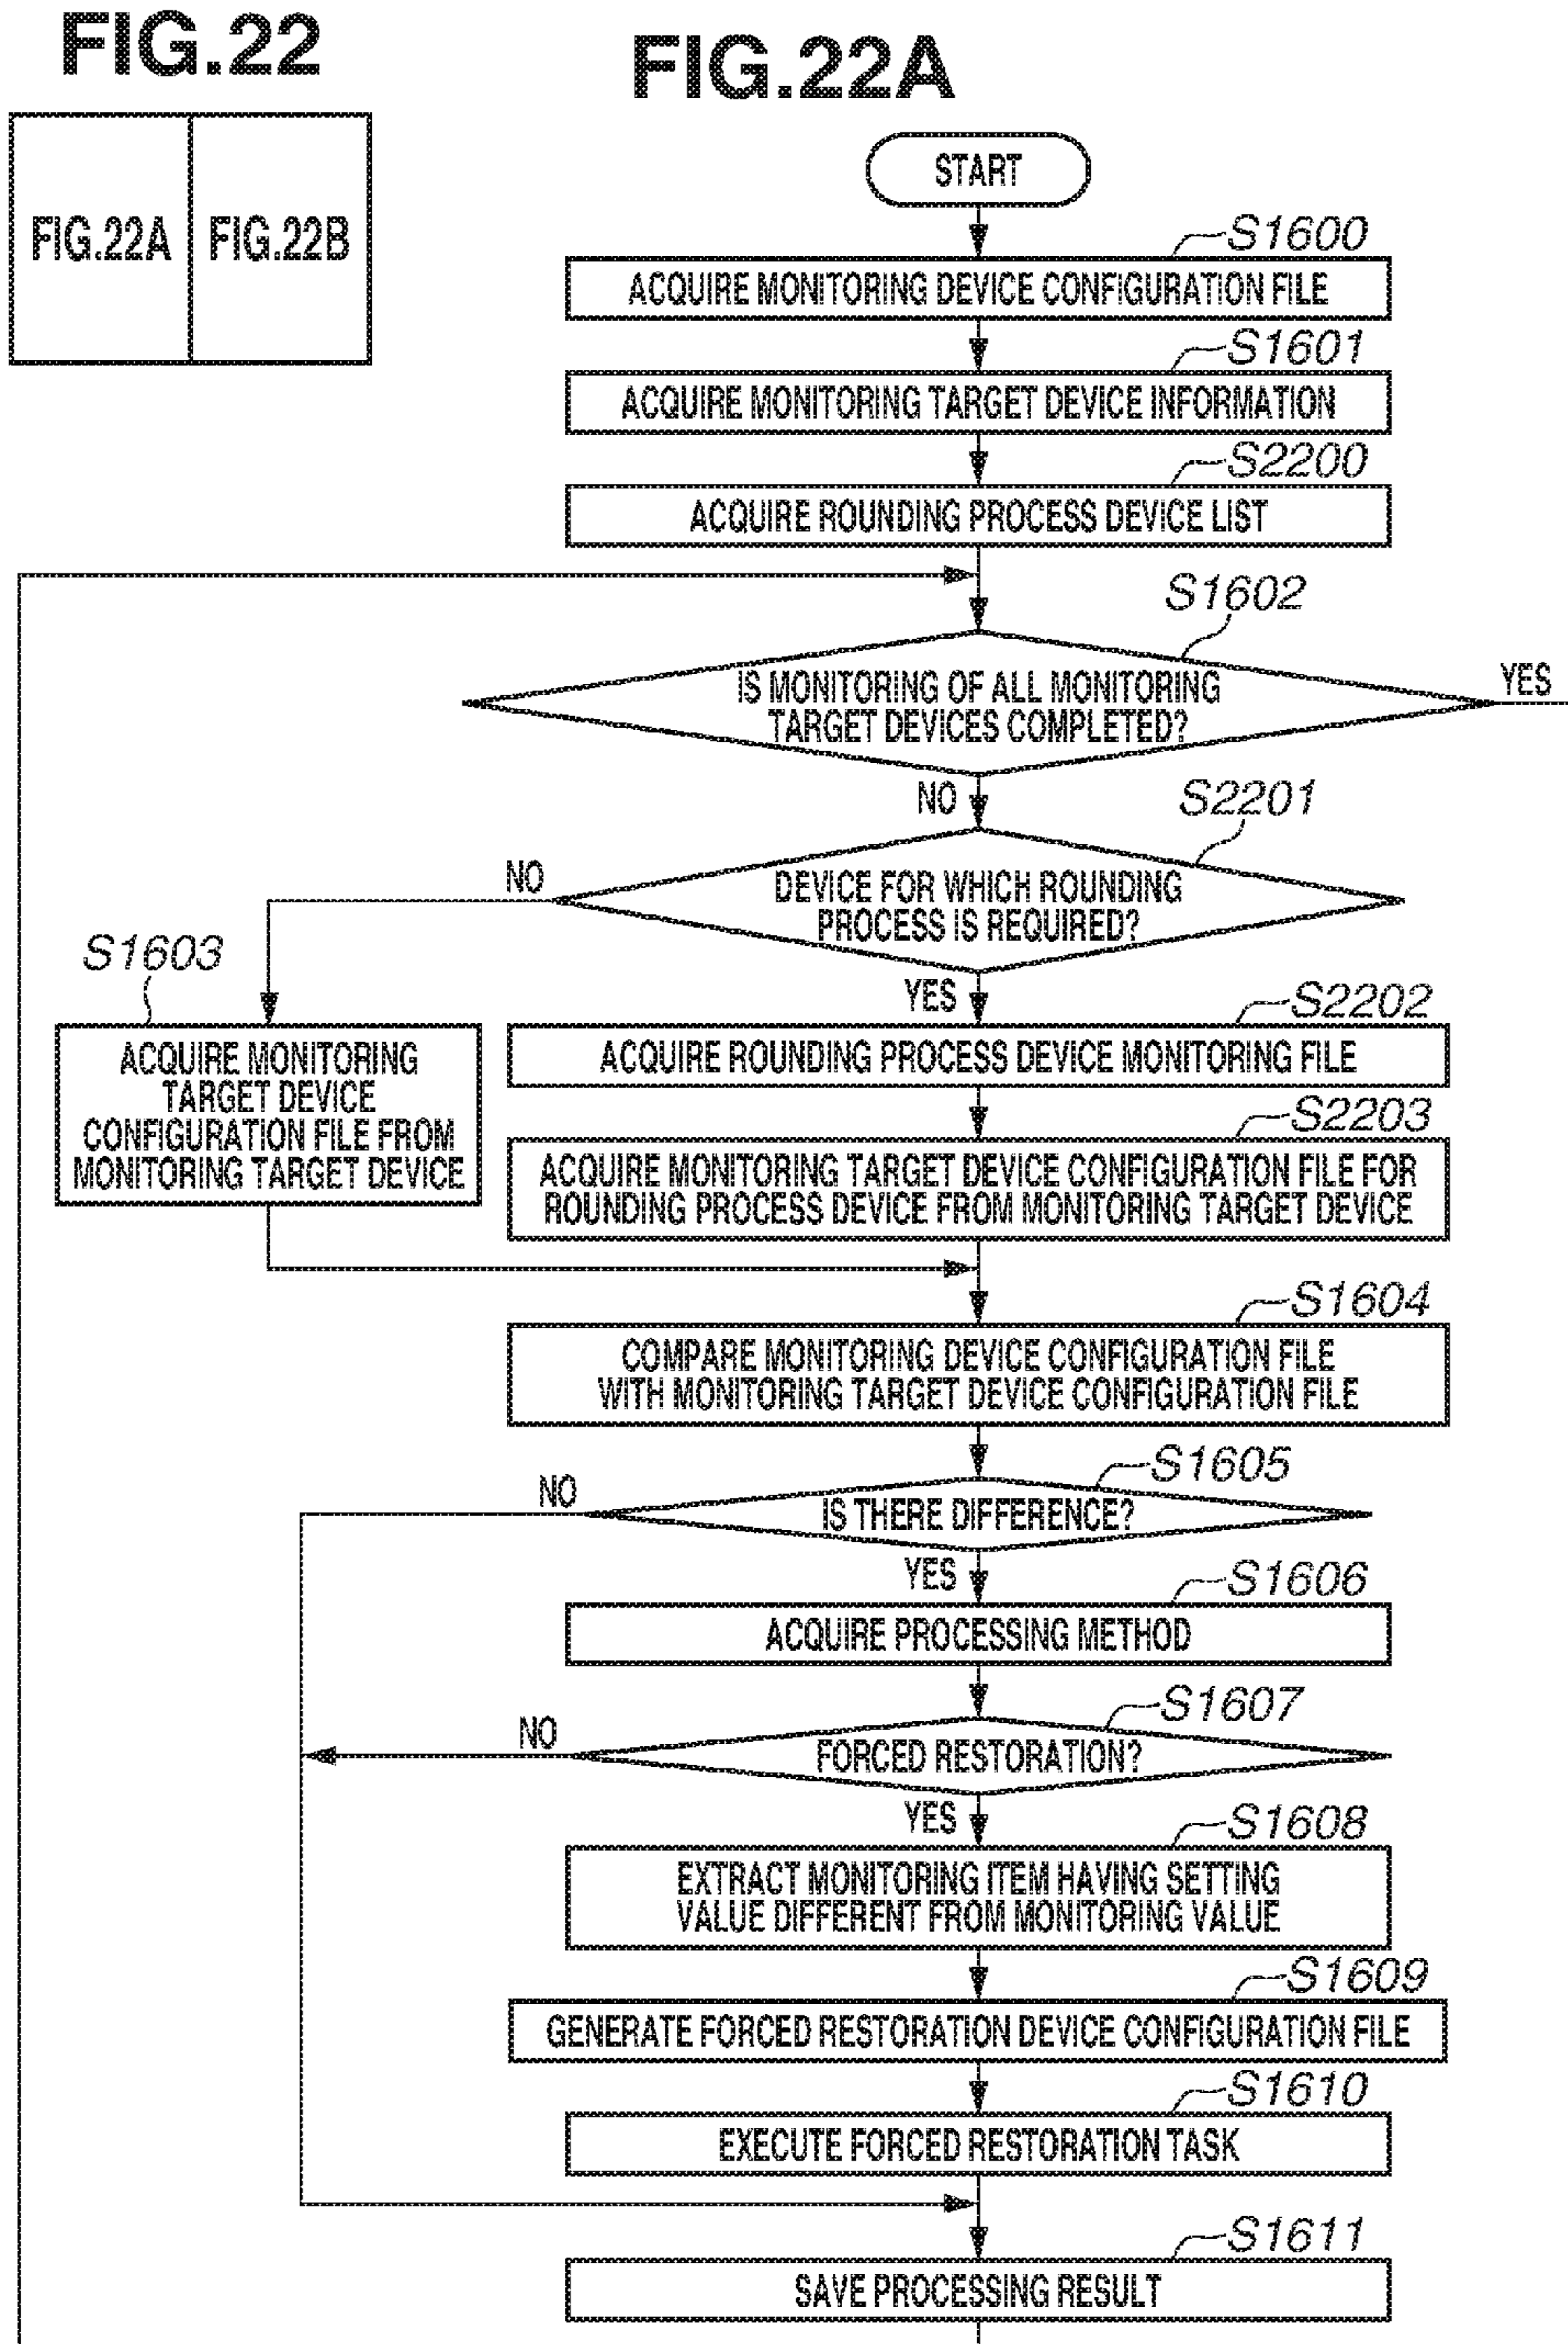 FIG.22
FIG.22A
FIG.22A
FIG.22B
START
S1600
ACQUIRE MONITORING DEVICE CONFIGURATION FILE
S1601
ACQUIRE MONITORING TARGET DEVICE INFORMATION
S2200
ACQUIRE ROUNDING PROCESS DEVICE LIST
S1602
IS MONITORING OF ALL MONITORING
TARGET DEVICES COMPLETED?
YES
NO
S2201
DEVICE FOR WHICH ROUNDING
PROCESS IS REQUIRED?
NO
YES
S1603
ACQUIRE MONITORING
TARGET DEVICE
CONFIGURATION FILE FROM
MONITORING TARGET DEVICE
S2202
ACQUIRE ROUNDING PROCESS DEVICE MONITORING FILE
S2203
ACQUIRE MONITORING TARGET DEVICE CONFIGURATION FILE FOR
ROUNDING PROCESS DEVICE FROM MONITORING TARGET DEVICE
S1604
COMPARE MONITORING DEVICE CONFIGURATION FILE
WITH MONITORING TARGET DEVICE CONFIGURATION FILE
S1605
NO
IS THERE DIFFERENCE?
YES
S1606
ACQUIRE PROCESSING METHOD
S1607
NO
FORCED RESTORATION?
YES
S1608
EXTRACT MONITORING ITEM HAVING SETTING
VALUE DIFFERENT FROM MONITORING VALUE
S1609
GENERATE FORCED RESTORATION DEVICE CONFIGURATION FILE
S1610
EXECUTE FORCED RESTORATION TASK
S1611
SAVE PROCESSING RESULT